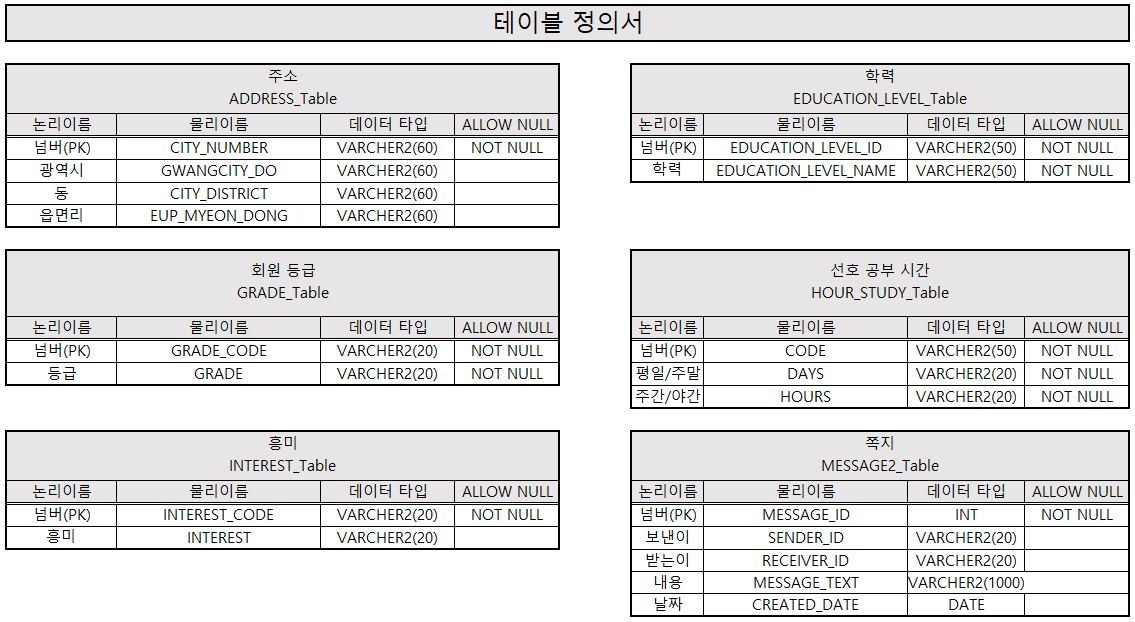 테이블 정의서
주소
ADDRESS_Table
논리이름 물리이름 데이터 타입 ALLOW NULL
넘버(PK) CITY_NUMBER VARCHER2(60) NOT NULL
광역시 GWANGCITY_DO VARCHER2(60)
동 CITY_DISTRICT VARCHER2(60)
읍면리 EUP_MYEON_DONG VARCHER2(60)
학력
EDUCATION_LEVEL_Table
논리이름 물리이름 데이터 타입 ALLOW NULL
넘버(PK) EDUCATION_LEVEL_ID VARCHER2(50) NOT NULL
학력 EDUCATION_LEVEL_NAME VARCHER2(50) NOT NULL
회원 등급
GRADE_Table
논리이름 물리이름 데이터 타입 ALLOW NULL
넘버(PK) GRADE_CODE VARCHER2(20) NOT NULL
등급 GRADE VARCHER2(20) NOT NULL
선호 공부 시간
HOUR_STUDY_Table
논리이름 물리이름 데이터 타입 ALLOW NULL
넘버(PK) CODE VARCHER2(50) NOT NULL
평일/주말 DAYS VARCHER2(20) NOT NULL
주간/야간 HOURS VARCHER2(20) NOT NULL
흥미
INTEREST_Table
논리이름 물리이름 데이터 타입 ALLOW NULL
넘버(PK) INTEREST_CODE VARCHER2(20) NOT NULL
흥미 INTEREST VARCHER2(20)
쪽지
MESSAGE2_Table
논리이름 물리이름 데이터 타입 ALLOW NULL
넘버(PK) MESSAGE_ID INT NOT NULL
보낸이 SENDER_ID VARCHER2(20)
받는이 RECEIVER_ID VARCHER2(20)
내용 MESSAGE_TEXT VARCHER2(1000)
날짜 CREATED_DATE DATE